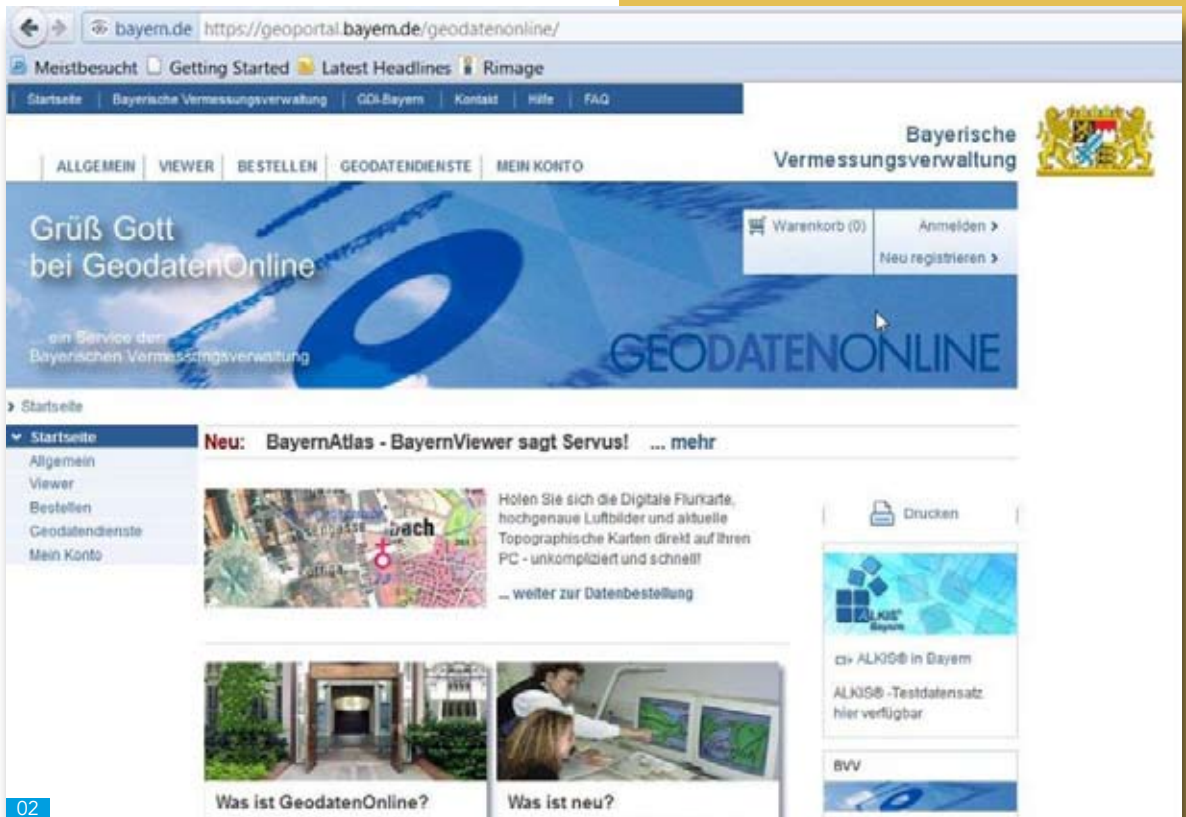 bayern.de https://geoportal.bayern.de/geodatenonline/
Meistbesucht Getting Started Latest Headlines Rimage
Startseite Bayerische Vermessungsverwaltung GDI-Bayern Kontakt Hilfe FAQ
Bayerische
Vermessungsverwaltung
ALLGEMEIN VIEWER BESTELLEN GEODATENDIENSTE MEIN KONTO
Grüß Gott
bei GeodatenOnline
Warenkorb (0)
Anmelden >
Neu registrieren >
... ein Service der
Bayerischen Vermessungsverwaltung
GEODATENONLINE
> Startseite
Startseite
Allgemein
Viewer
Bestellen
Geodatendienste
Mein Konto
Neu: BayernAtlas - BayernViewer sagt Servus! ... mehr
bach
Holen Sie sich die Digitale Flurkarte,
hochgenaue Luftbilder und aktuelle
Topographische Karten direkt auf Ihren
PC - unkompliziert und schnell!
... weiter zur Datenbestellung
Drucken
ALKIS®
Bayern
ALKIS® in Bayern
ALKIS® -Testdatensatz
hier verfügbar
BVV
Was ist GeodatenOnline?
Was ist neu?
02